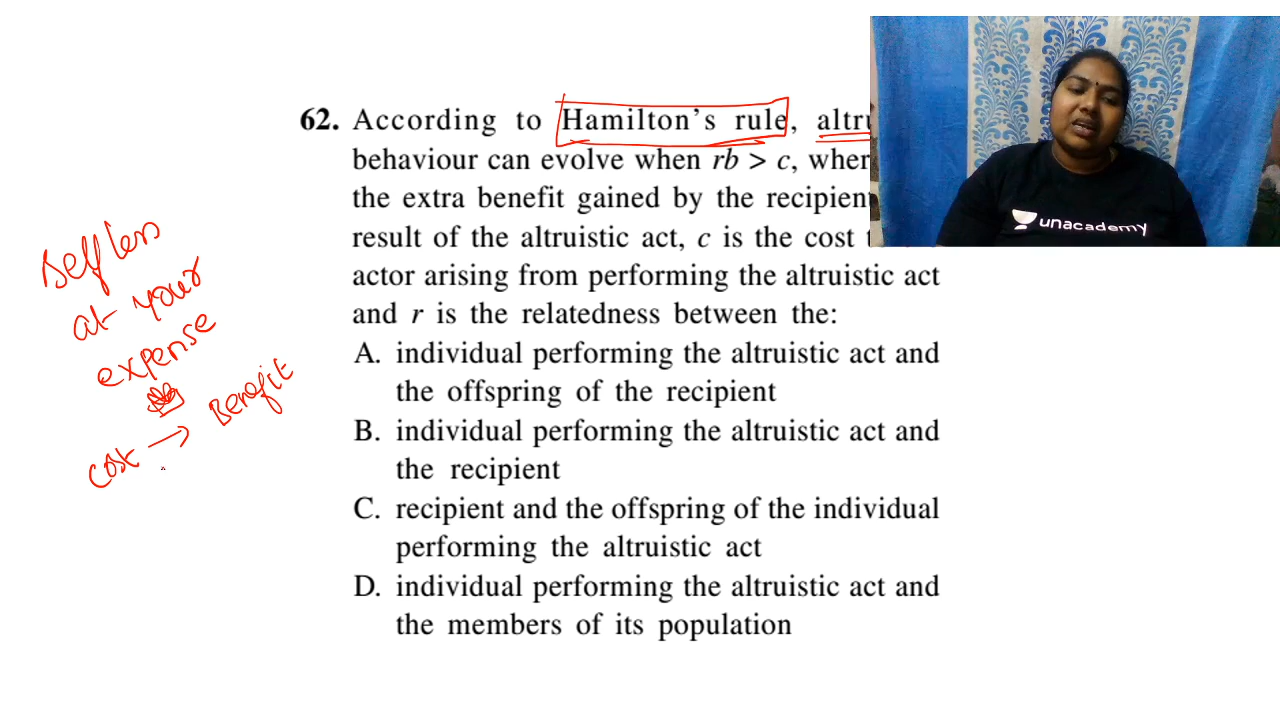 62. According to Hamilton's rule, altru
behaviour can evolve when rb > c, wher
the extra benefit gained by the recipien
result of the altruistic act, c is the cost t
actor arising from performing the altruistic act
and r is the relatedness between the:
A. individual performing the altruistic act and
the offspring of the recipient
B. individual performing the altruistic act and
the recipient
C. recipient and the offspring of the individual
performing the altruistic act
D. individual performing the altruistic act and
the members of its population
selfless
at your
expense
cost → Benefit
unacademy